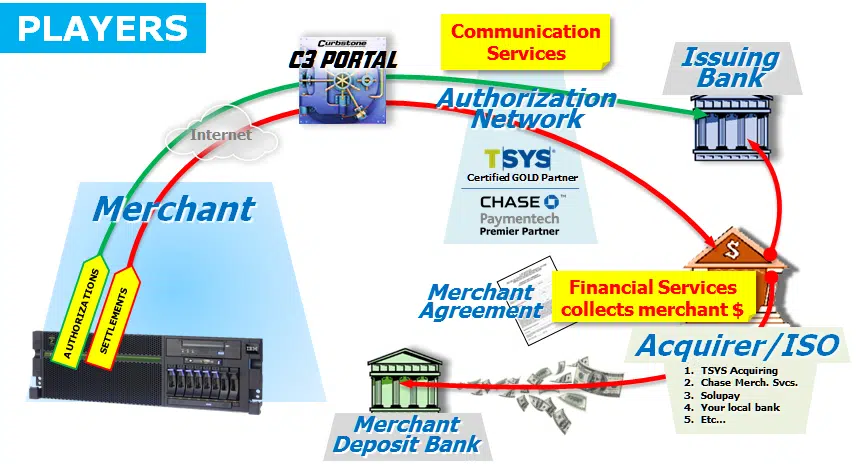 PLAYERS
Curbstone
C3 PORTAL
Communication
Services
Issuing
Bank
Authorization
Network
Internet
TSYS®
Certified GOLD Partner
CHASE
Paymentech
Premier Partner
Merchant
AUTHORIZATIONS
SETTLEMENTS
$
Merchant
Agreement
Financial Services
collects merchant $
Acquirer/ISO
1. TSYS Acquiring
2. Chase Merch. Svcs.
3. Solupay
4. Your local bank
5. Etc...
IBM
Merchant
Deposit Bank